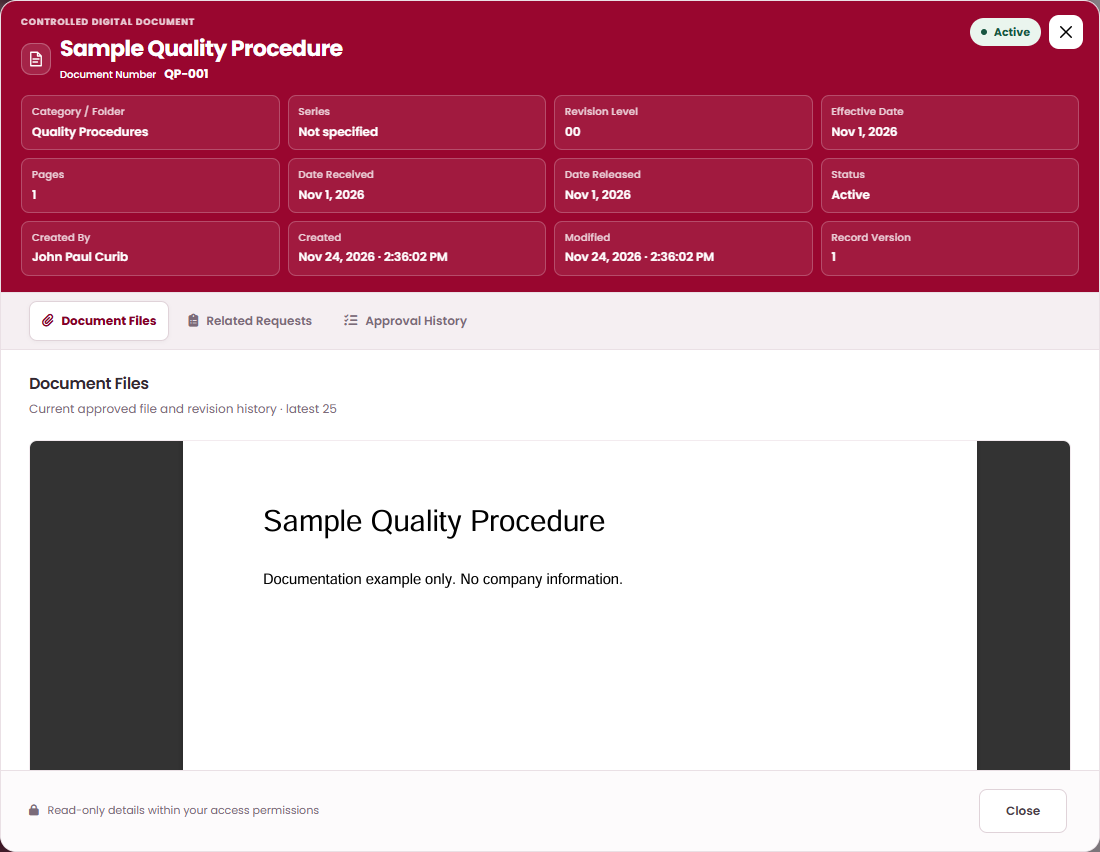 CONTROLLED DIGITAL DOCUMENT
Sample Quality Procedure
Document Number QP-001
Active
Category / Folder
Quality Procedures
Series
Not specified
Revision Level
00
Effective Date
Nov 1, 2026
Pages
1
Date Received
Nov 1, 2026
Date Released
Nov 1, 2026
Status
Active
Created By
John Paul Curib
Created
Nov 24, 2026 · 2:36:02 PM
Modified
Nov 24, 2026 · 2:36:02 PM
Record Version
1
Document Files
Related Requests
Approval History
Document Files
Current approved file and revision history · latest 25
Sample Quality Procedure
Documentation example only. No company information.
Read-only details within your access permissions
Close